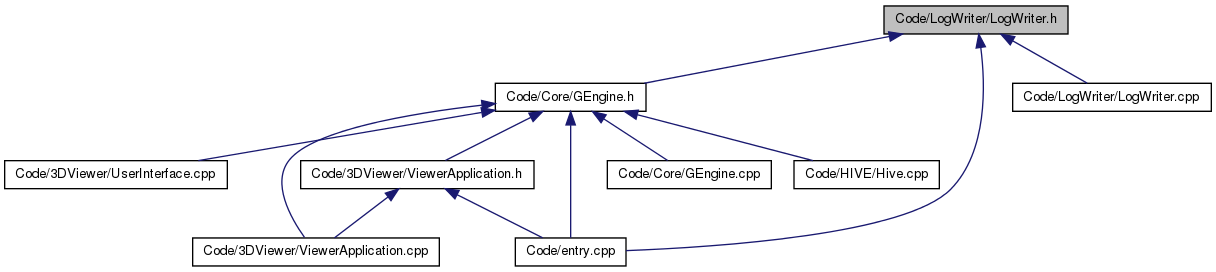 Code/LogWriter/LogWriter.h
Code/Core/GEngine.h
Code/LogWriter/LogWriter.cpp
Code/3DViewer/UserInterface.cpp
Code/3DViewer/ViewerApplication.h
Code/Core/GEngine.cpp
Code/HIVE/Hive.cpp
Code/3DViewer/ViewerApplication.cpp
Code/entry.cpp